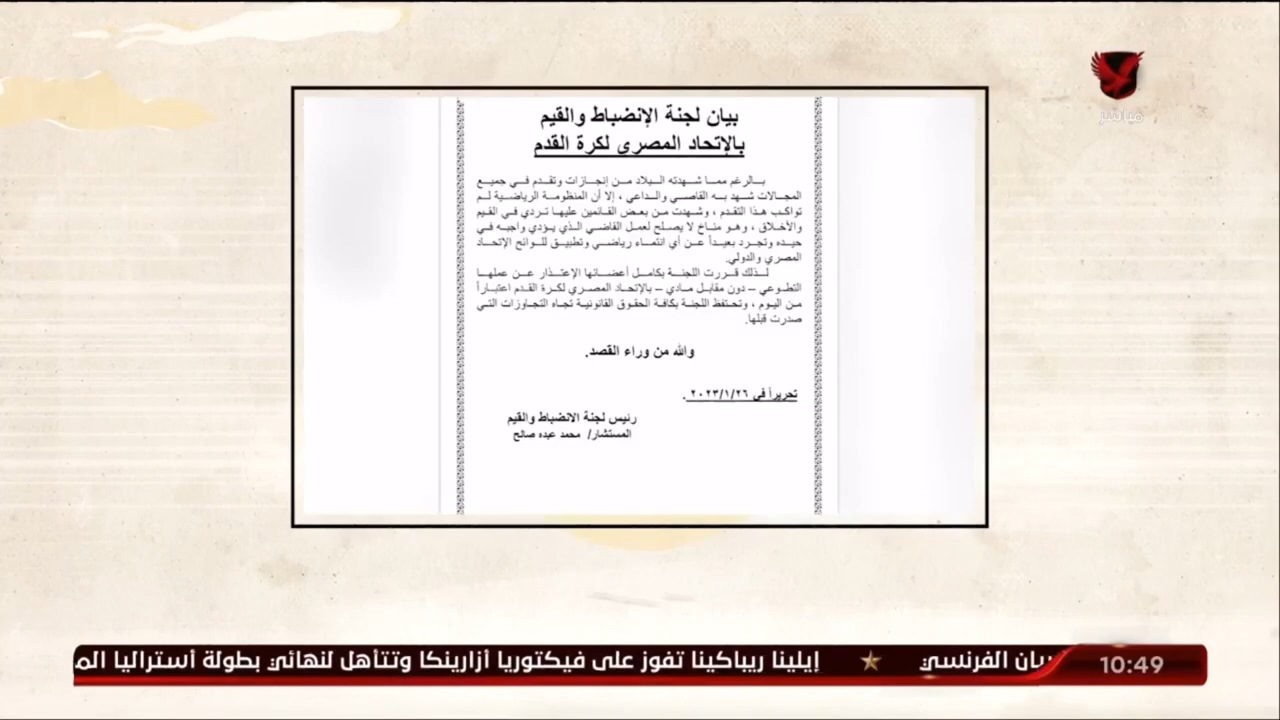 مباشر
بيان لجنة الإنضباط والقيم
بالإتحاد المصرى لكرة القدم
بالرغم مما شهدته البلاد من إنجازات وتقدم في جميع
المجالات شهد به القاصي والداعي ، إلا أن المنظومة الرياضية لم
تواكب هذا التقدم ، وشهدت من بعض القائمين عليها تردي في القيم
والأخلاق ، وهو مناخ لا يصلح لعمل القاضي الذي يؤدي واجبه في
حيده وتجرد بعيداً عن أي انتماء رياضي وتطبيق للوائح الإتحاد
المصري والدولي.
لذلك قررت اللجنة بكامل أعضائها الإعتذار عن عملها
التطوعي – دون مقابل مادي – بالإتحاد المصري لكرة القدم اعتباراً
من اليوم ، وتحتفظ اللجنة بكافة الحقوق القانونية تجاه التجاوزات التي
صدرت قبلها.
والله من وراء القصد.
تحريراً في ٢٠٢٣/١/٢٦ .
رئيس لجنة الانضباط والقيم
المستشار/ محمد عبده صالح
بان الفرنسي ★ إيلينا ريباكينا تفوز على فيكتوريا أزارينكا وتتأهل لنهائي بطولة أستراليا الم
10:49